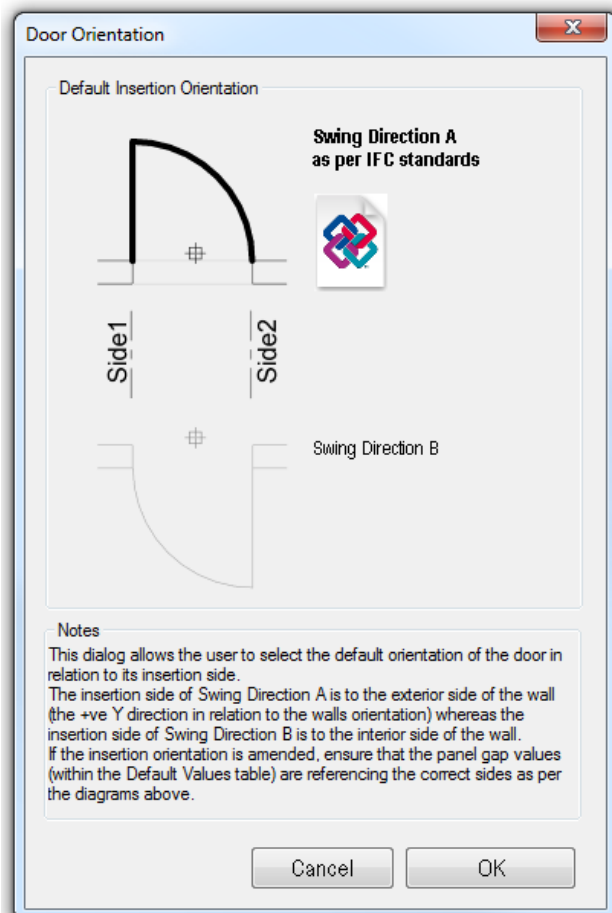 Door Orientation
Default Insertion Orientation
Swing Direction A
as per IFC standards
Side1
Side2
Swing Direction B
Notes
This dialog allows the user to select the default orientation of the door in
relation to its insertion side.
The insertion side of Swing Direction A is to the exterior side of the wall
(the +ve Y direction in relation to the walls orientation) whereas the
insertion side of Swing Direction B is to the interior side of the wall.
If the insertion orientation is amended, ensure that the panel gap values
(within the Default Values table) are referencing the correct sides as per
the diagrams above.
Cancel
OK